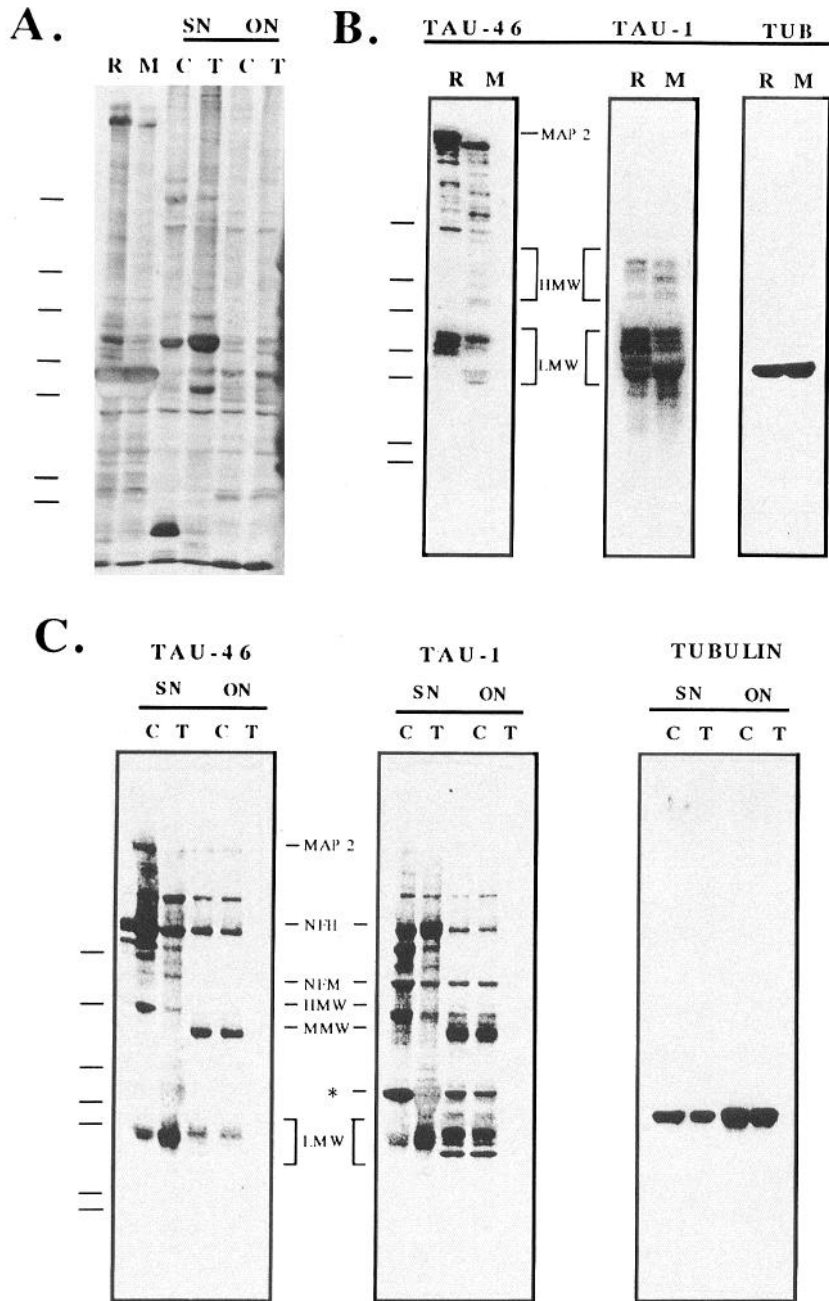 A.
SN ON
R M C T C T
B.
TAU-46 TAU-1 TUB
R M R M R M
MAP 2
HMW
LMW
C.
TAU-46 TAU-1 TUBULIN
SN ON SN ON SN ON
C T C T C T C T C T C T
MAP 2
NFH
NFM
HMW
MMW
*
LMW